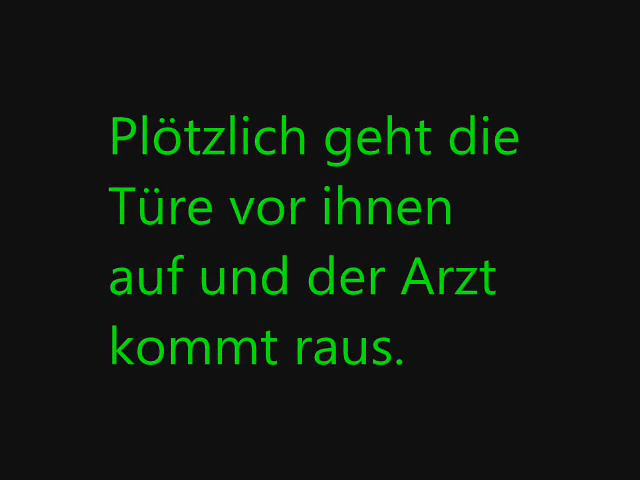 Plötzlich geht die
Türe vor ihnen
auf und der Arzt
kommt raus.